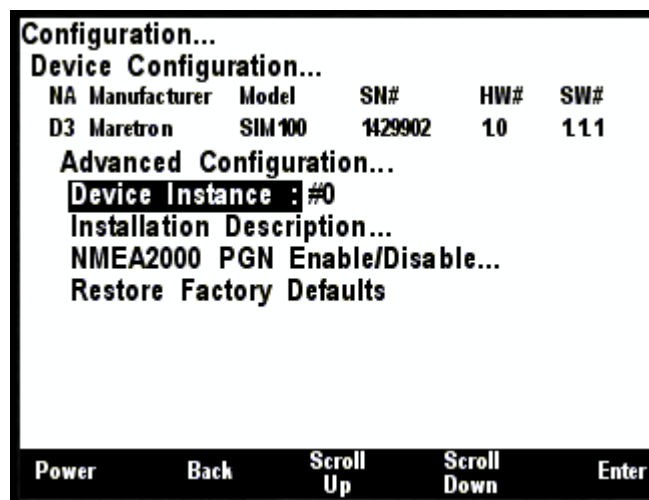 Configuration...
Device Configuration...
NA Manufacturer Model SN# HW# SW#
D3 Maretron SIM100 1429902 1.0 1.1.1
Advanced Configuration...
Device Instance : #0
Installation Description...
NMEA2000 PGN Enable/Disable...
Restore Factory Defaults
Power Back Scroll Up Scroll Down Enter